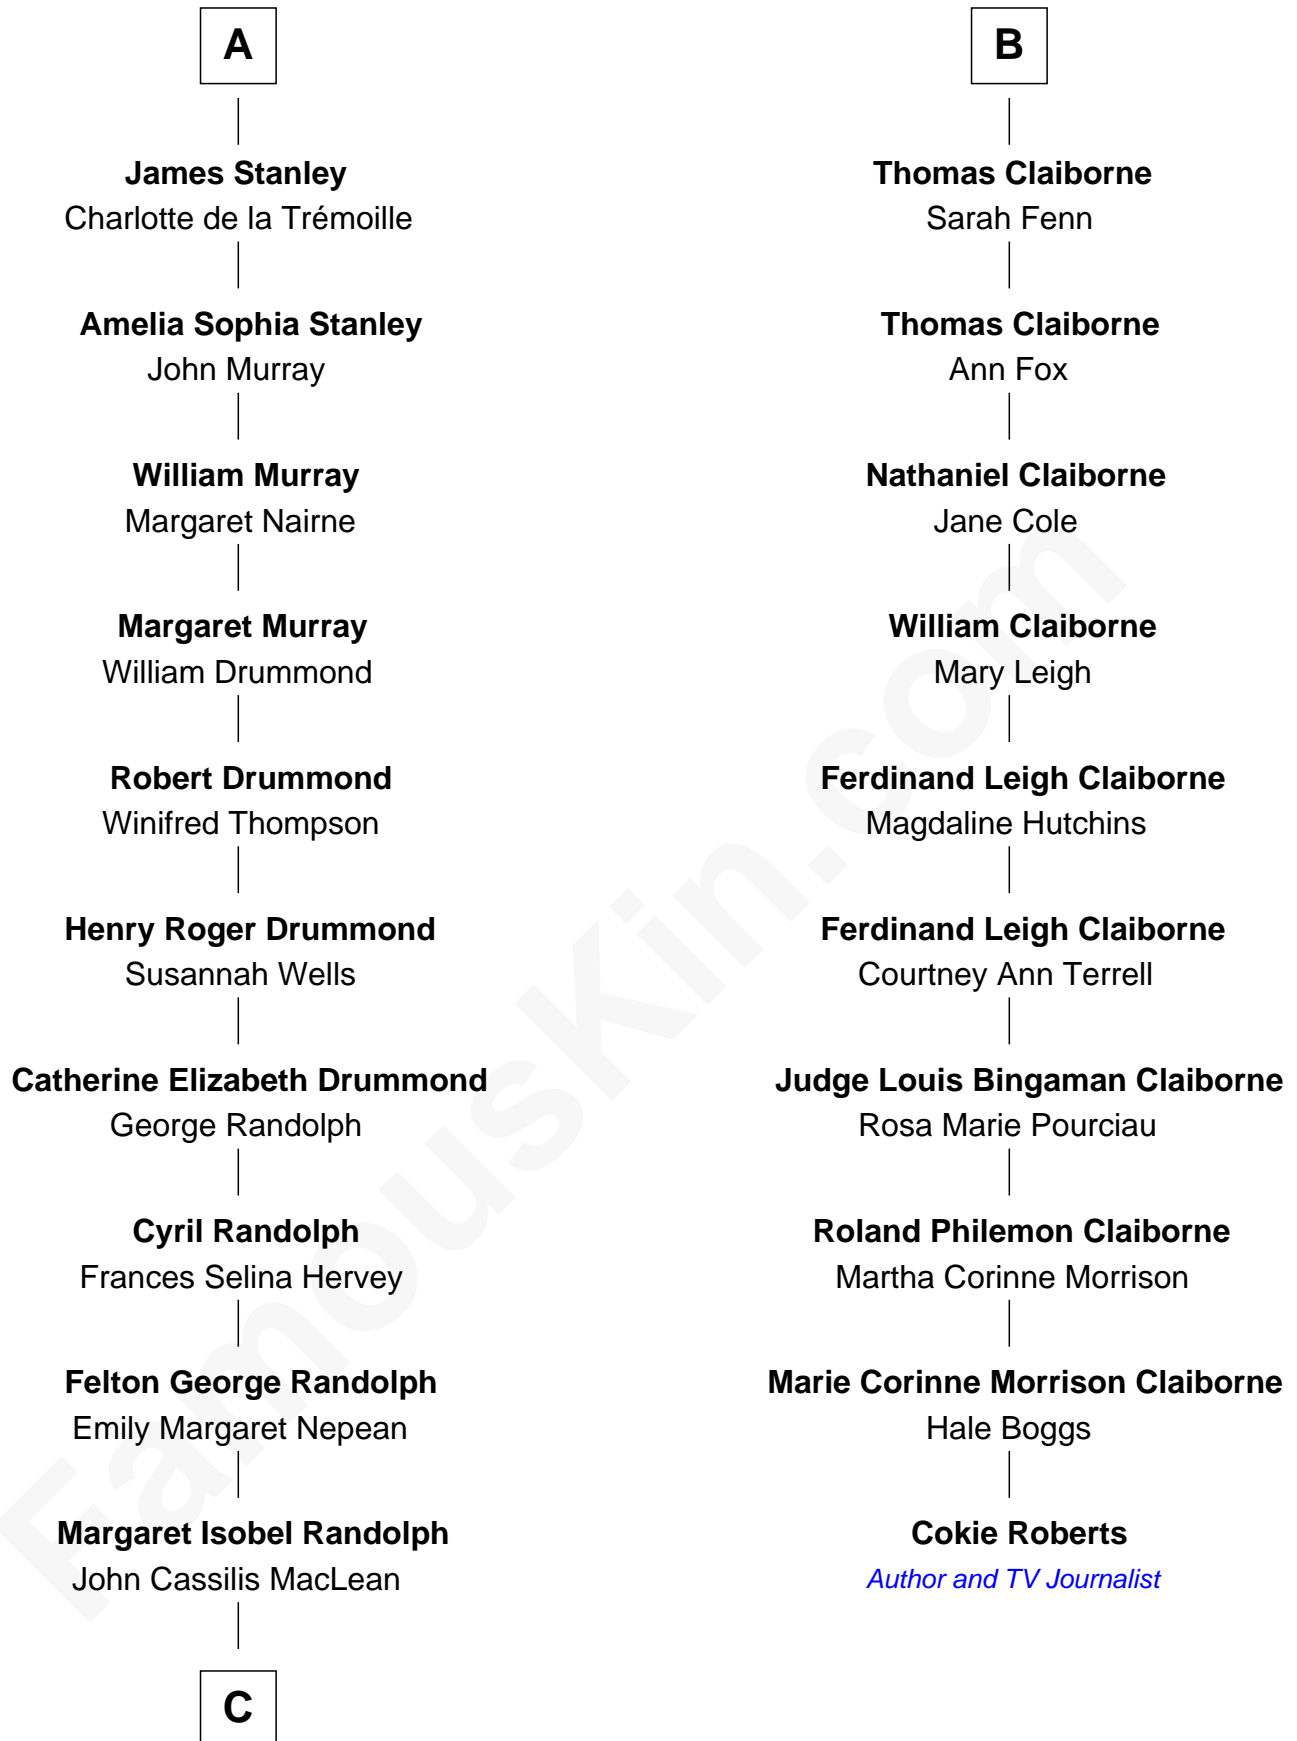 A
James Stanley
Charlotte de la Trémoille
Amelia Sophia Stanley
John Murray
William Murray
Margaret Nairne
Margaret Murray
William Drummond
Robert Drummond
Winifred Thompson
Henry Roger Drummond
Susannah Wells
Catherine Elizabeth Drummond
George Randolph
Cyril Randolph
Frances Selina Hervey
Felton George Randolph
Emily Margaret Nepean
Margaret Isobel Randolph
John Cassilis MacLean
C
B
Thomas Claiborne
Sarah Fenn
Thomas Claiborne
Ann Fox
Nathaniel Claiborne
Jane Cole
William Claiborne
Mary Leigh
Ferdinand Leigh Claiborne
Magdaline Hutchins
Ferdinand Leigh Claiborne
Courtney Ann Terrell
Judge Louis Bingaman Claiborne
Rosa Marie Pourciau
Roland Philemon Claiborne
Martha Corinne Morrison
Marie Corinne Morrison Claiborne
Hale Boggs
Cokie Roberts
Author and TV Journalist
FamousKin.com